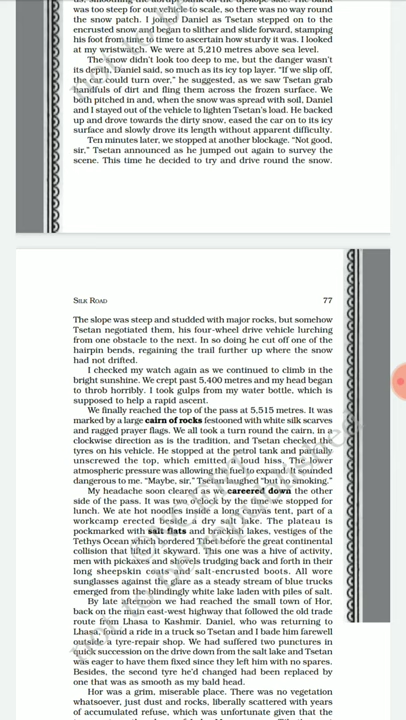 was too steep for our vehicle to scale, so there was no way round
the snow patch. I joined Daniel as Tsetan stepped on to the
encrusted snow and began to slither and slide forward, stamping
his foot from time to time to ascertain how sturdy it was. I looked
at my wristwatch. We were at 5,210 metres above sea level.
The snow didn't look too deep to me, but the danger wasn't
its depth, Daniel said, so much as its icy top layer. “If we slip off,
the car could turn over,” he suggested, as we saw Tsetan grab
handfuls of dirt and fling them across the frozen surface. We
both pitched in and, when the snow was spread with soil, Daniel
and I stayed out of the vehicle to lighten Tsetan's load. He backed
up and drove towards the dirty snow, eased the car on to its icy
surface and slowly drove its length without apparent difficulty.
Ten minutes later, we stopped at another blockage. “Not good,
sir,” Tsetan announced as he jumped out again to survey the
scene. This time he decided to try and drive round the snow.
SILK ROAD 77
The slope was steep and studded with major rocks, but somehow
Tsetan negotiated them, his four-wheel drive vehicle lurching
from one obstacle to the next. In so doing he cut off one of the
hairpin bends, regaining the trail further up where the snow
had not drifted.
I checked my watch again as we continued to climb in the
bright sunshine. We crept past 5,400 metres and my head began
to throb horribly. I took gulps from my water bottle, which is
supposed to help a rapid ascent.
We finally reached the top of the pass at 5,515 metres. It was
marked by a large cairn of rocks festooned with white silk scarves
and ragged prayer flags. We all took a turn round the cairn, in a
clockwise direction as is the tradition, and Tsetan checked the
tyres on his vehicle. He stopped at the petrol tank and partially
unscrewed the top, which emitted a loud hiss. The lower
atmospheric pressure was allowing the fuel to expand. It sounded
dangerous to me. “Maybe, sir,” Tsetan laughed “but no smoking.”
My headache soon cleared as we careered down the other
side of the pass. It was two o'clock by the time we stopped for
lunch. We ate hot noodles inside a long canvas tent, part of a
workcamp erected beside a dry salt lake. The plateau is
pockmarked with salt flats and brackish lakes, vestiges of the
Tethys Ocean which bordered Tibet before the great continental
collision that lifted it skyward. This one was a hive of activity,
men with pickaxes and shovels trudging back and forth in their
long sheepskin coats and salt-encrusted boots. All wore
sunglasses against the glare as a steady stream of blue trucks
emerged from the blindingly white lake laden with piles of salt.
By late afternoon we had reached the small town of Hor,
back on the main east-west highway that followed the old trade
route from Lhasa to Kashmir. Daniel, who was returning to
Lhasa, found a ride in a truck so Tsetan and I bade him farewell
outside a tyre-repair shop. We had suffered two punctures in
quick succession on the drive down from the salt lake and Tsetan
was eager to have them fixed since they left him with no spares.
Besides, the second tyre he'd changed had been replaced by
one that was as smooth as my bald head.
Hor was a grim, miserable place. There was no vegetation
whatsoever, just dust and rocks, liberally scattered with years
of accumulated refuse, which was unfortunate given that the